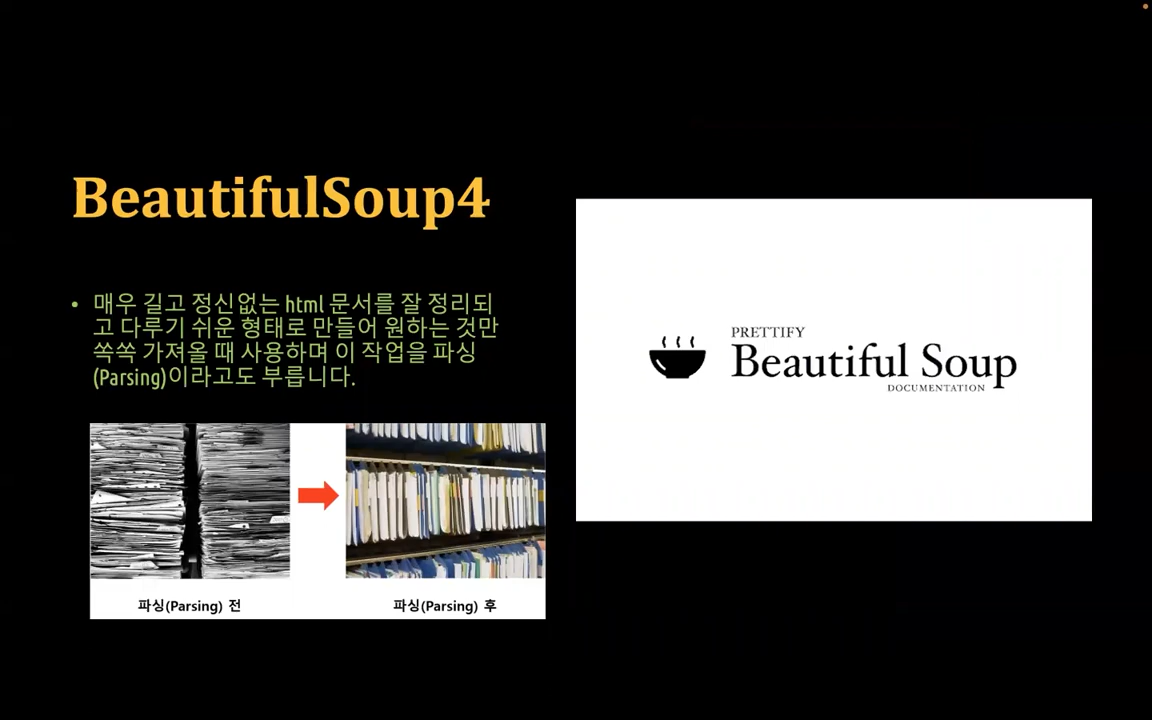 BeautifulSoup4
• 매우 길고 정신없는 html 문서를 잘 정리되
고 다루기 쉬운 형태로 만들어 원하는 것만
쏙쏙 가져올 때 사용하며 이 작업을 파싱
(Parsing)이라고도 부릅니다.
파싱(Parsing) 전
파싱(Parsing) 후
PRETTIFY
Beautiful Soup
DOCUMENTATION